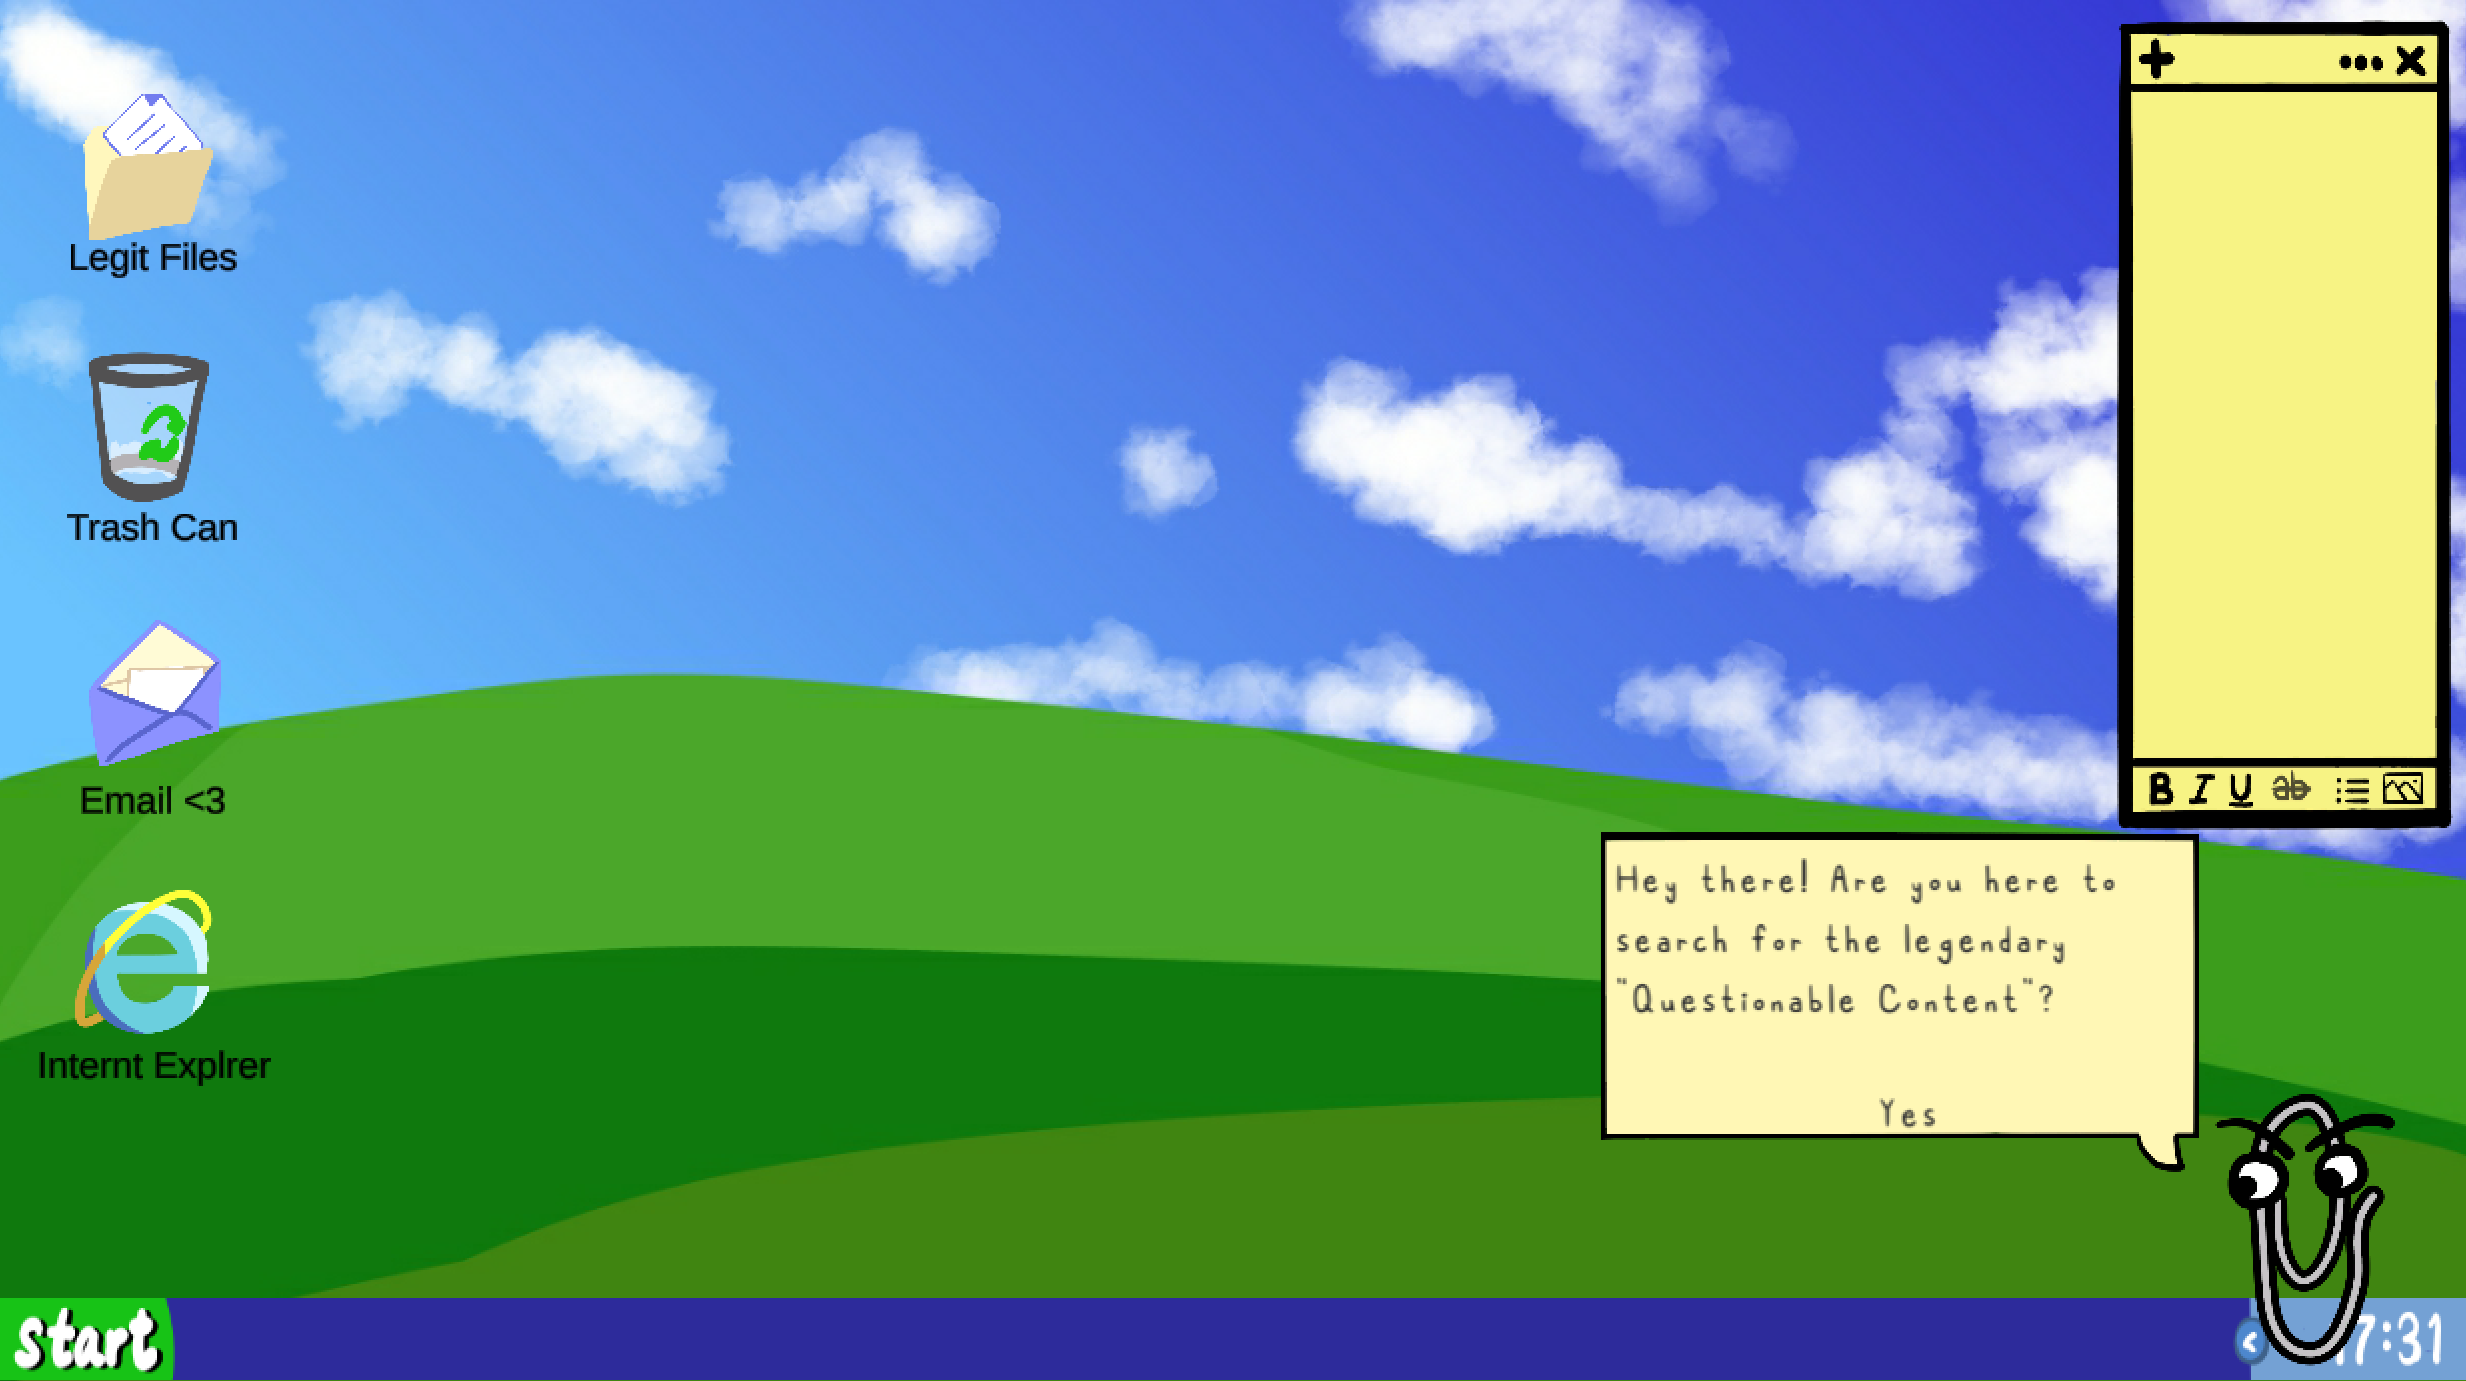 Legit Files
Trash Can
Email <3
Internt Explrer
B I U ab
Hey there! Are you here to
search for the legendary
"Questionable Content"?
Yes
start
7:31